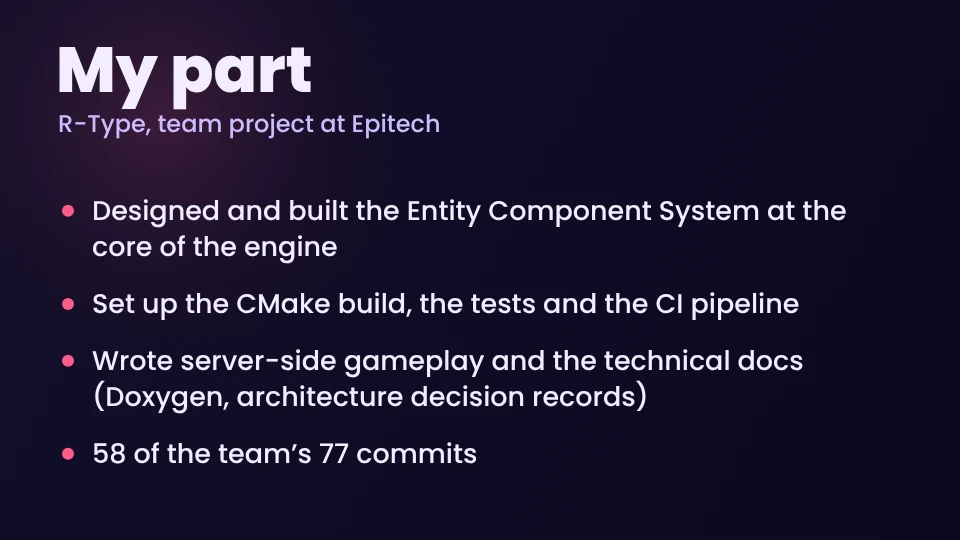 My part
R-Type, team project at Epitech
Designed and built the Entity Component System at the
core of the engine
Set up the CMake build, the tests and the CI pipeline
Wrote server-side gameplay and the technical docs
(Doxygen, architecture decision records)
58 of the team’s 77 commits